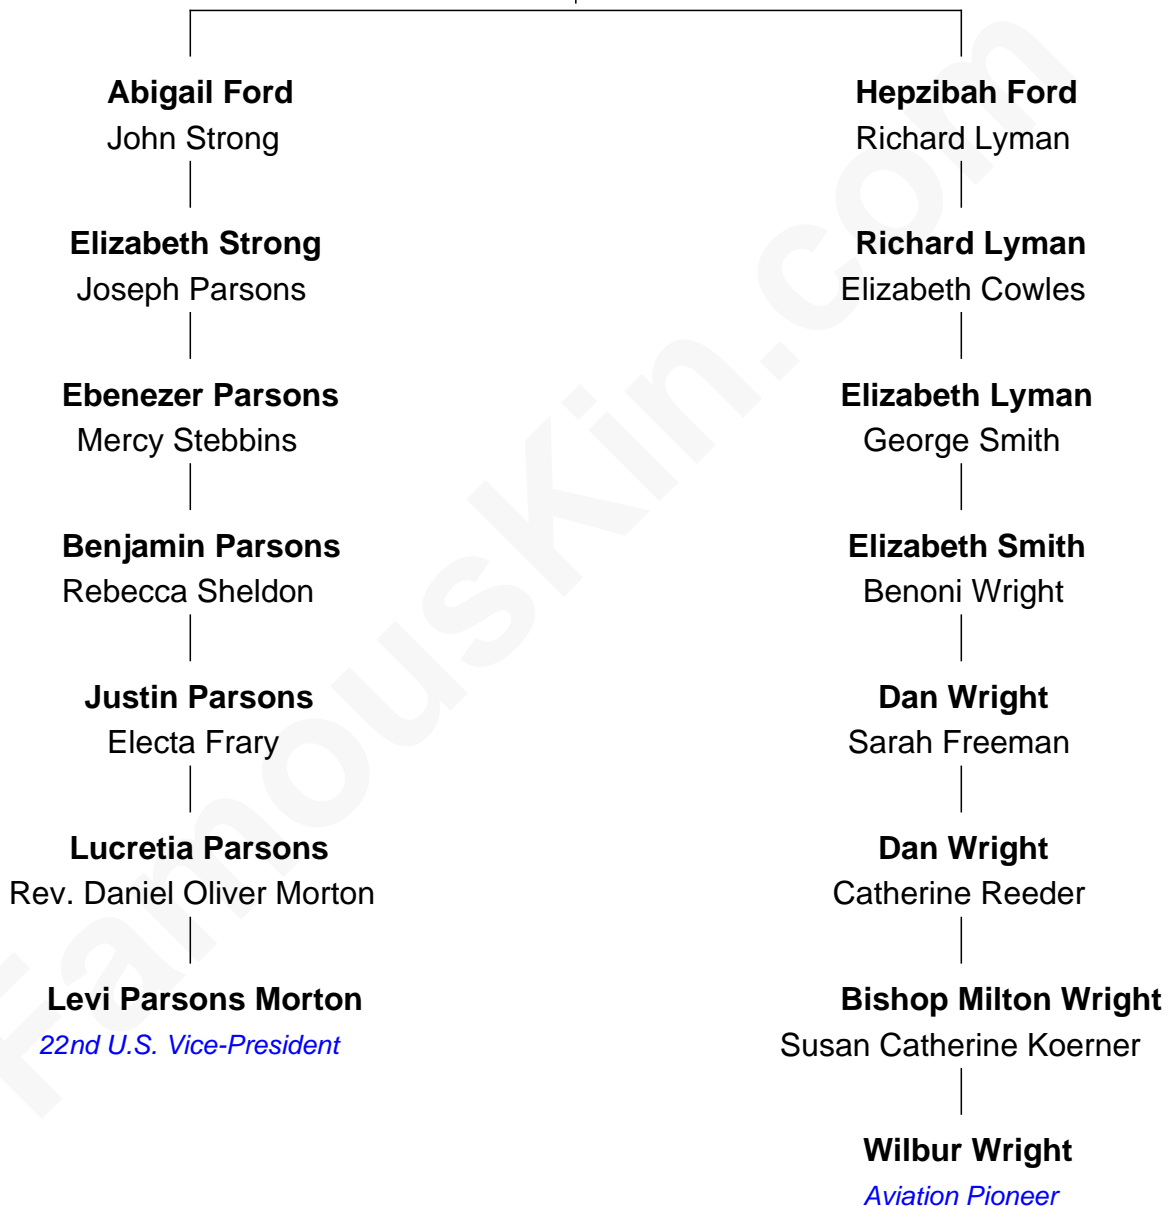 Abigail Ford
John Strong
Hepzibah Ford
Richard Lyman
Elizabeth Strong
Joseph Parsons
Richard Lyman
Elizabeth Cowles
Ebenezer Parsons
Mercy Stebbins
Elizabeth Lyman
George Smith
Benjamin Parsons
Rebecca Sheldon
Elizabeth Smith
Benoni Wright
Justin Parsons
Electa Frary
Dan Wright
Sarah Freeman
Lucretia Parsons
Rev. Daniel Oliver Morton
Dan Wright
Catherine Reeder
Levi Parsons Morton
22nd U.S. Vice-President
Bishop Milton Wright
Susan Catherine Koerner
Wilbur Wright
Aviation Pioneer
FamousKin.com